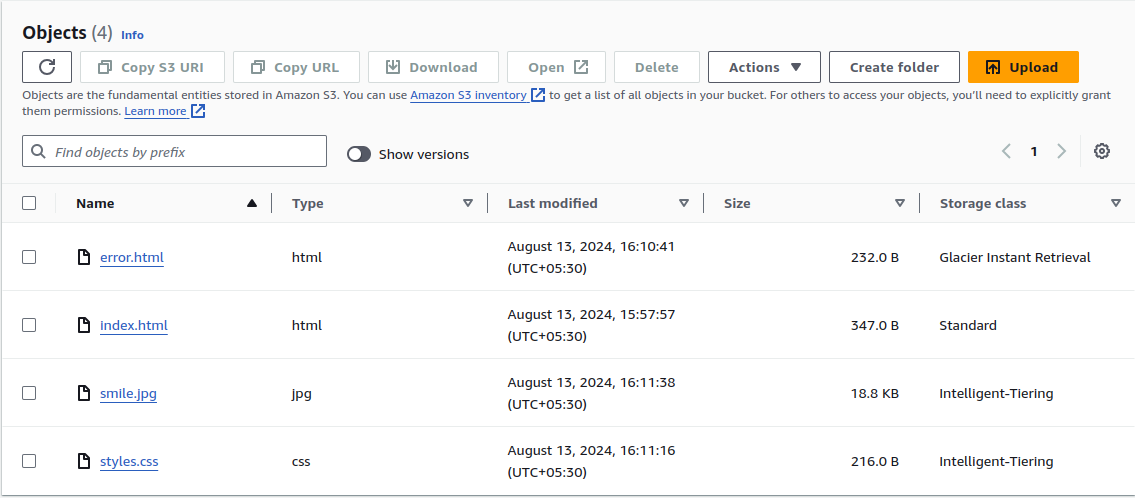 Objects (4) Info
Copy S3 URI Copy URL Download Open Delete Actions Create folder Upload
Objects are the fundamental entities stored in Amazon S3. You can use Amazon S3 inventory to get a list of all objects in your bucket. For others to access your objects, you'll need to explicitly grant
them permissions. Learn more
Find objects by prefix Show versions 1
Name Type Last modified Size Storage class
error.html html August 13, 2024, 16:10:41 (UTC+05:30) 232.0 B Glacier Instant Retrieval
index.html html August 13, 2024, 15:57:57 (UTC+05:30) 347.0 B Standard
smile.jpg jpg August 13, 2024, 16:11:38 (UTC+05:30) 18.8 KB Intelligent-Tiering
styles.css css August 13, 2024, 16:11:16 (UTC+05:30) 216.0 B Intelligent-Tiering